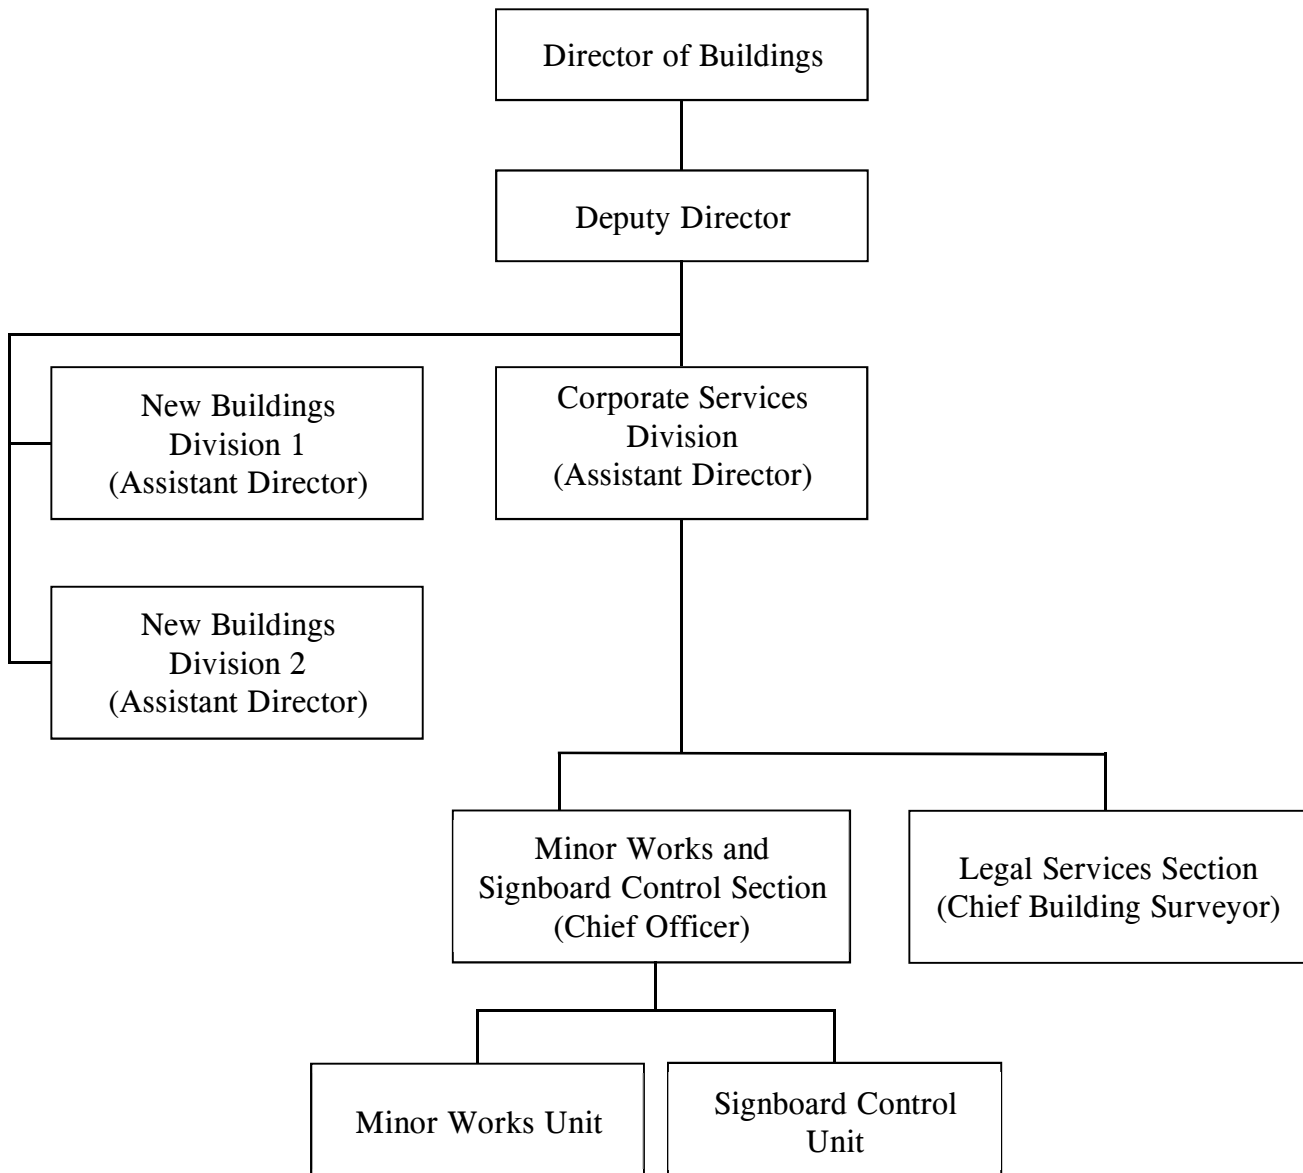 Director of Buildings
Deputy Director
New Buildings
Division 1
(Assistant Director)
Corporate Services
Division
(Assistant Director)
New Buildings
Division 2
(Assistant Director)
Minor Works and
Signboard Control Section
(Chief Officer)
Legal Services Section
(Chief Building Surveyor)
Minor Works Unit
Signboard Control
Unit